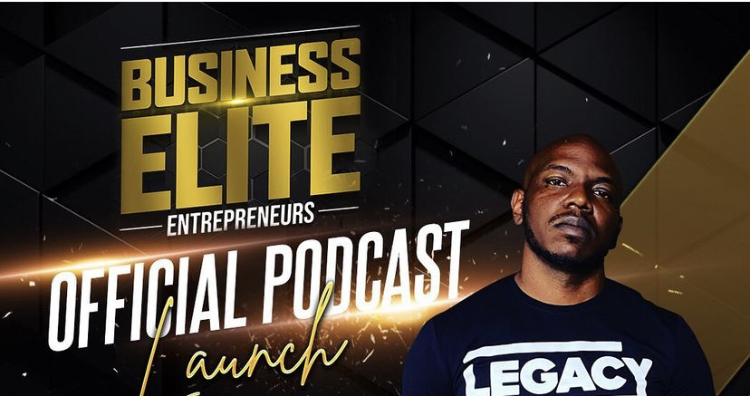 BUSINESS
ELITE
ENTREPRENEURS
OFFICIAL PODCAST
Launch
LEGACY